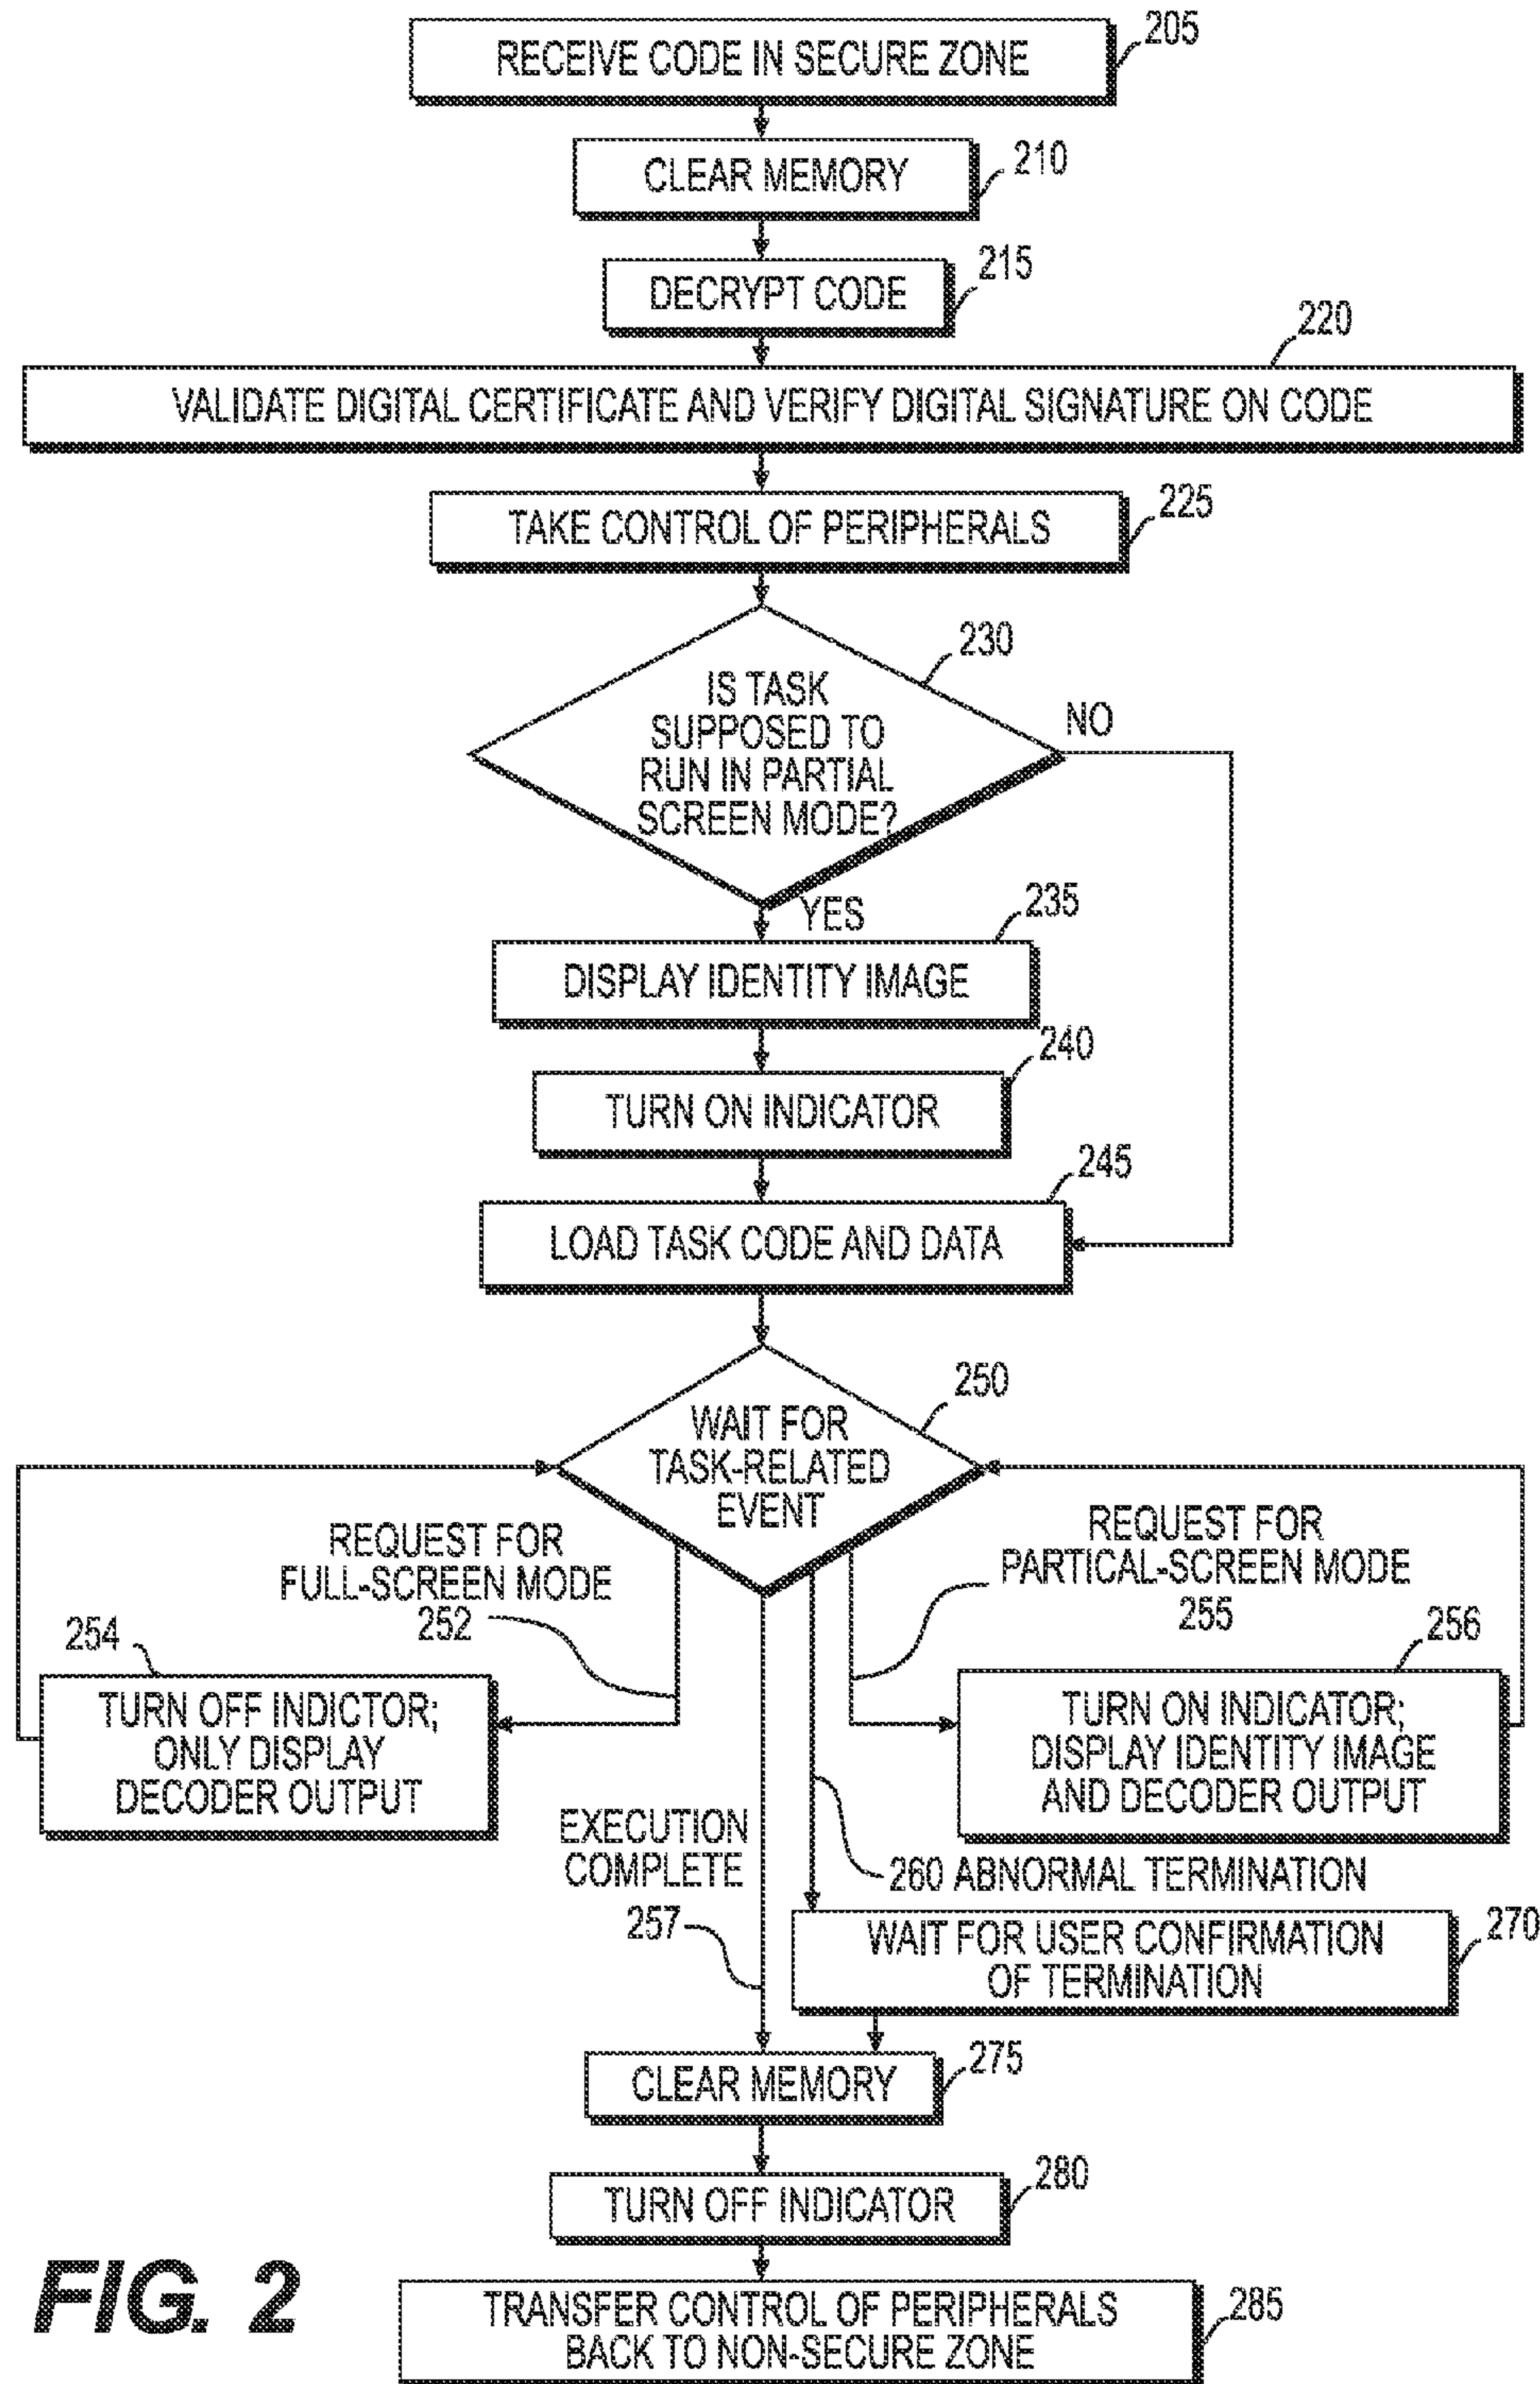 RECEIVE CODE IN SECURE ZONE
205
CLEAR MEMORY
210
DECRYPT CODE
215
220
VALIDATE DIGITAL CERTIFICATE AND VERIFY DIGITAL SIGNATURE ON CODE
TAKE CONTROL OF PERIPHERALS
225
230
IS TASK
SUPPOSED TO
RUN IN PARTIAL
SCREEN MODE?
NO
YES
235
DISPLAY IDENTITY IMAGE
240
TURN ON INDICATOR
245
LOAD TASK CODE AND DATA
250
WAIT FOR
TASK-RELATED
EVENT
REQUEST FOR
FULL-SCREEN MODE
252
REQUEST FOR
PARTICAL-SCREEN MODE
255
254
TURN OFF INDICTOR;
ONLY DISPLAY
DECODER OUTPUT
256
TURN ON INDICATOR;
DISPLAY IDENTITY IMAGE
AND DECODER OUTPUT
EXECUTION
COMPLETE
257
260 ABNORMAL TERMINATION
270
WAIT FOR USER CONFIRMATION
OF TERMINATION
CLEAR MEMORY
275
TURN OFF INDICATOR
280
TRANSFER CONTROL OF PERIPHERALS
BACK TO NON-SECURE ZONE
285
FIG. 2